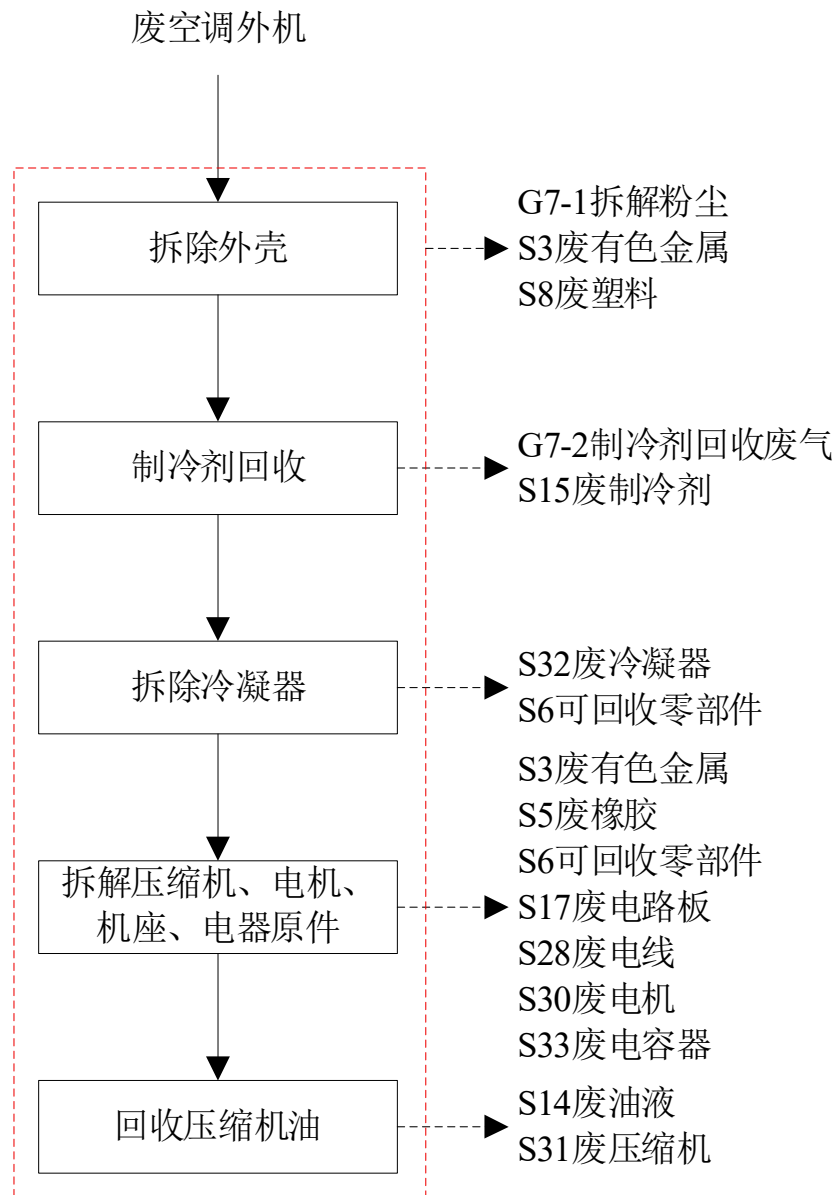 废空调外机
拆除外壳
G7-1拆解粉尘
S3废有色金属
S8废塑料
制冷剂回收
G7-2制冷剂回收废气
S15废制冷剂
拆除冷凝器
S32废冷凝器
S6可回收零部件
拆解压缩机、电机、
机座、电器原件
S3废有色金属
S5废橡胶
S6可回收零部件
S17废电路板
S28废电线
S30废电机
S33废电容器
回收压缩机油
S14废油液
S31废压缩机